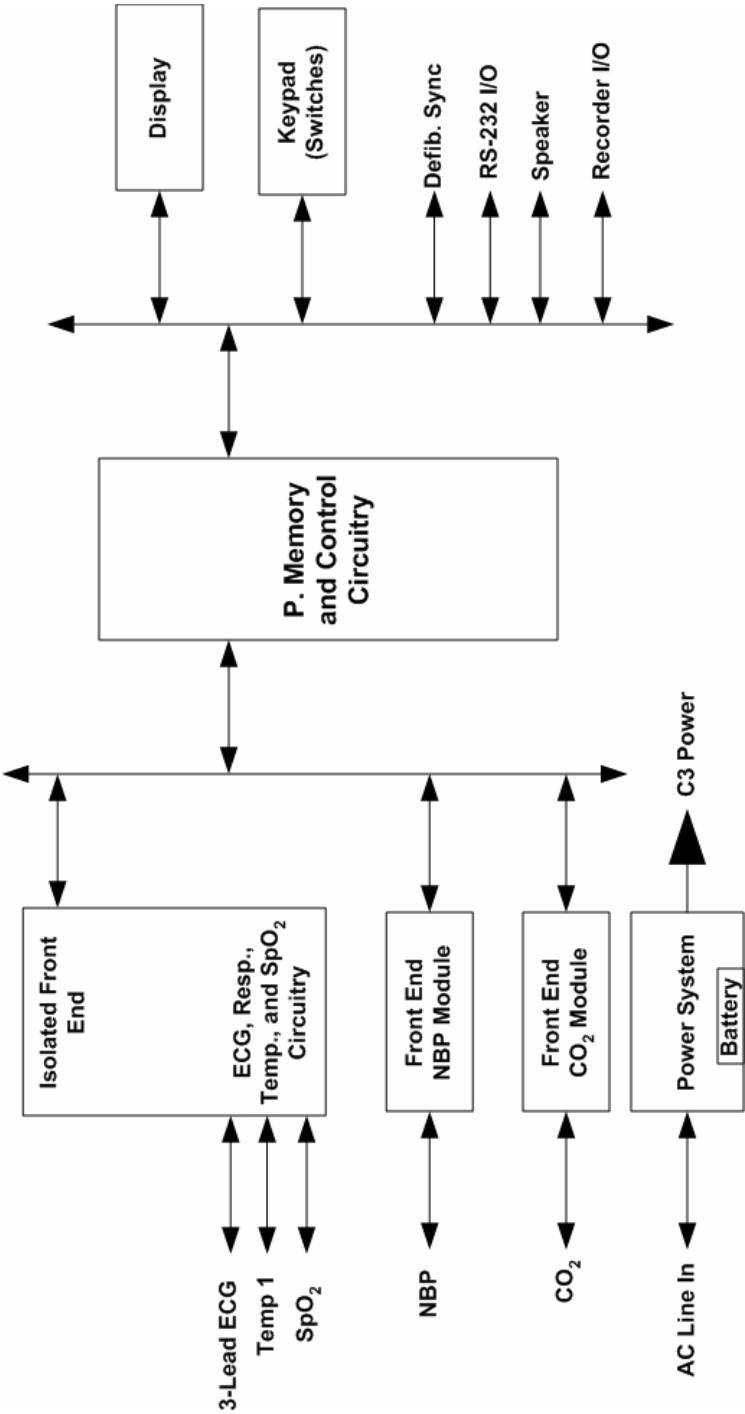 3-Lead ECG
Temp 1
SpO₂
Isolated Front
End
ECG, Resp.,
Temp., and SpO₂
Circuitry
NBP
Front End
NBP Module
CO₂
Front End
CO₂ Module
AC Line In
Power System
Battery
C3 Power
P. Memory
and Control
Circuitry
Display
Keypad
(Switches)
Defib. Sync
RS-232 I/O
Speaker
Recorder I/O